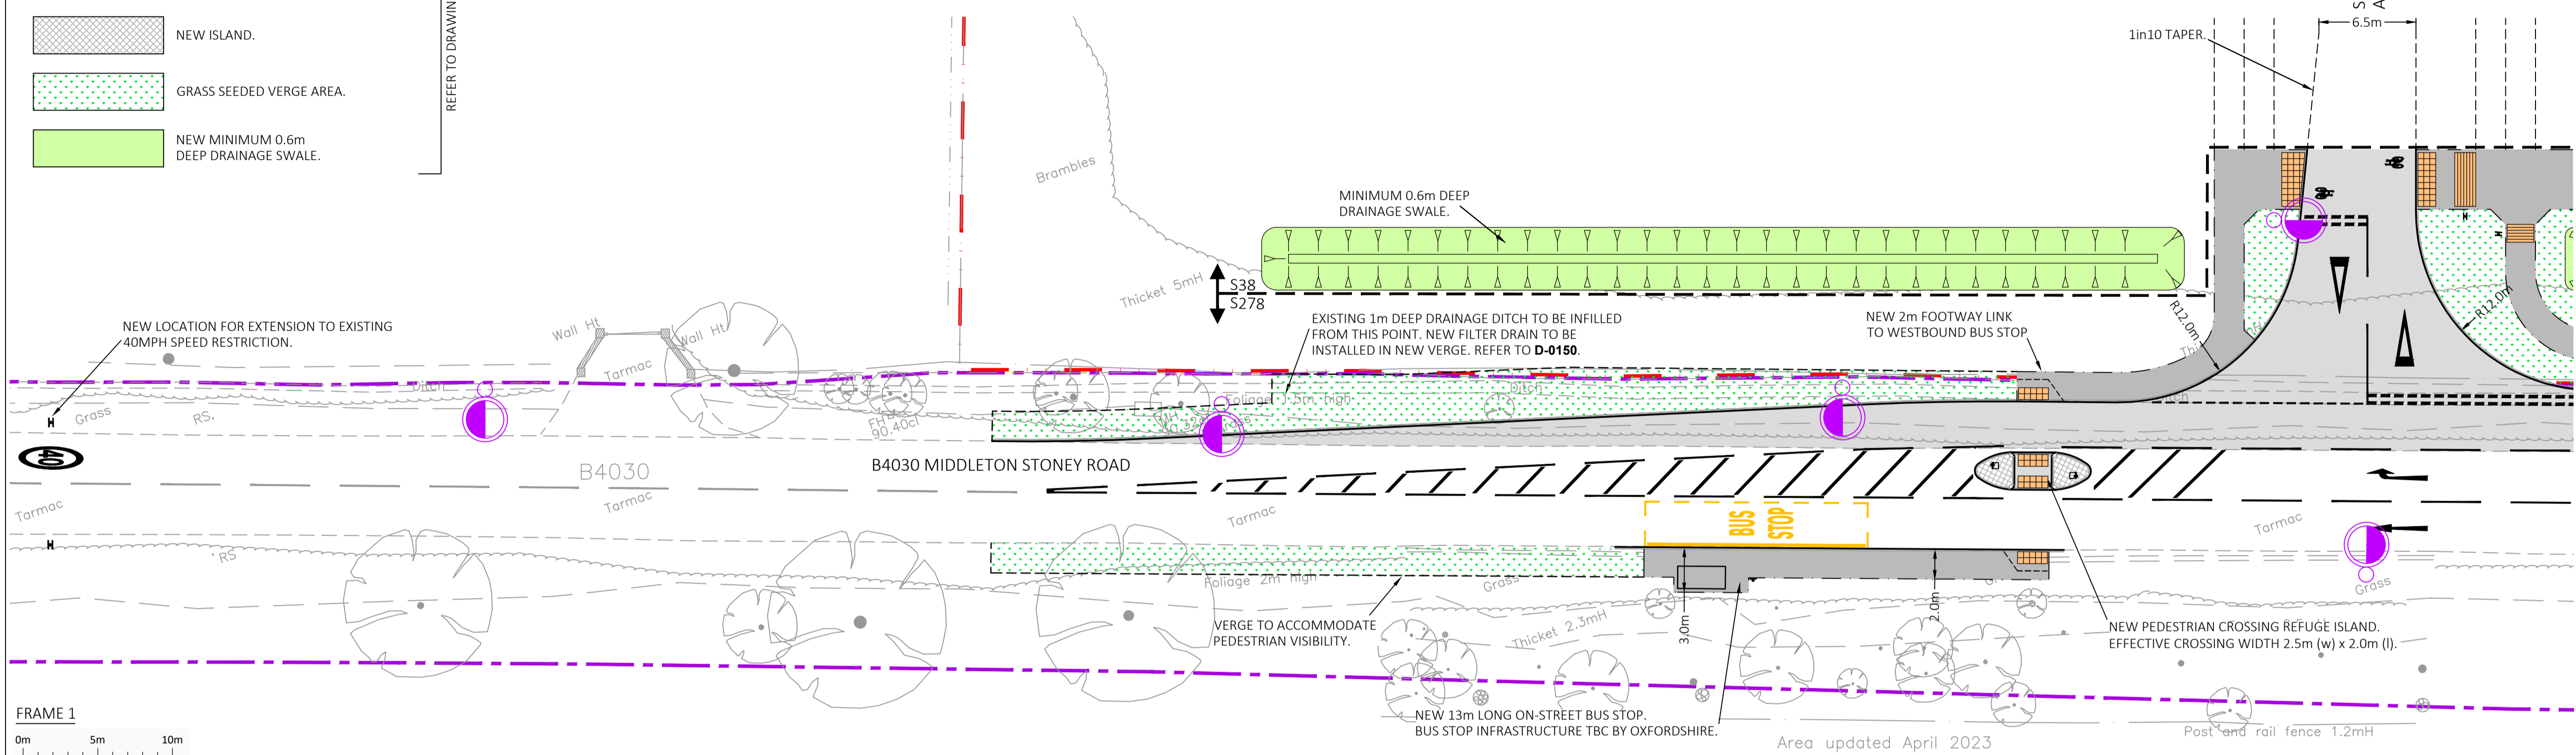 NEW ISLAND.
GRASS SEEDED VERGE AREA.
NEW MINIMUM 0.6m
DEEP DRAINAGE SWALE.
REFER TO DRAWIN
6.5m
1in10 TAPER.
Brambles
MINIMUM 0.6m DEEP
DRAINAGE SWALE.
Thicket 5mH
S38
S278
NEW LOCATION FOR EXTENSION TO EXISTING
40MPH SPEED RESTRICTION.
Wall Ht
Wall Ht
Tarmac
EXISTING 1m DEEP DRAINAGE DITCH TO BE INFILLED
FROM THIS POINT. NEW FILTER DRAIN TO BE
INSTALLED IN NEW VERGE. REFER TO D-0150.
NEW 2m FOOTWAY LINK
TO WESTBOUND BUS STOP
R12.0m
R12.0m
Ditch
Ditch
Grass
RS.
90.40cl
40
B4030
B4030 MIDDLETON STONEY ROAD
Tarmac
Tarmac
Tarmac
Tarmac
BUS
STOP
RS
Foliage 2m high
Grass
Grass
3.0m
2.0m
VERGE TO ACCOMMODATE
PEDESTRIAN VISIBILITY.
Thicket 2.3mH
NEW PEDESTRIAN CROSSING REFUGE ISLAND.
EFFECTIVE CROSSING WIDTH 2.5m (w) x 2.0m (l).
FRAME 1
0m 5m 10m
NEW 13m LONG ON-STREET BUS STOP.
BUS STOP INFRASTRUCTURE TBC BY OXFORDSHIRE.
Area updated April 2023
Post and rail fence 1.2mH